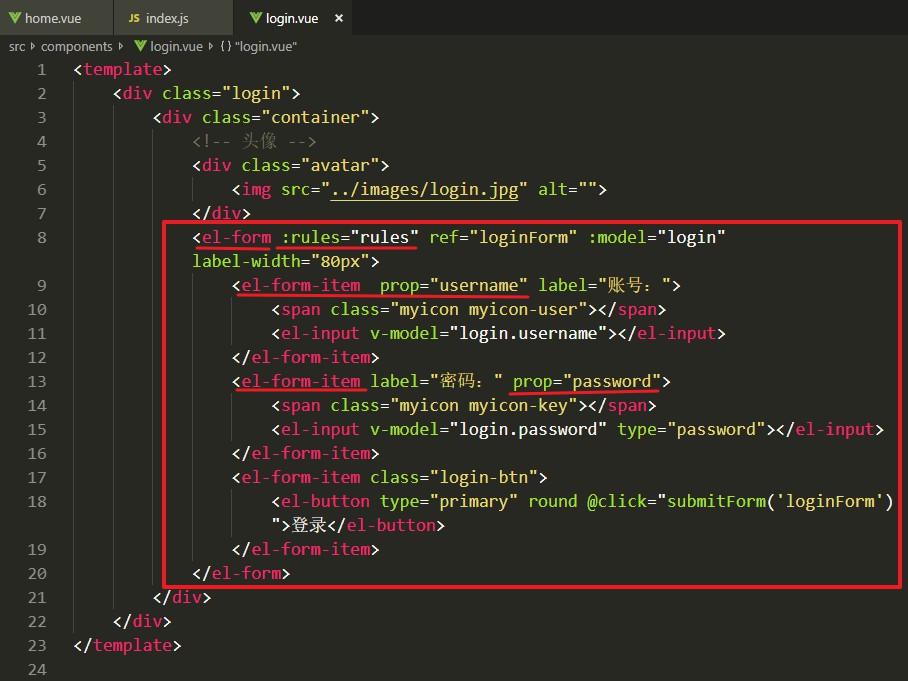 home.vue JS index.js login.vue ×
src components login.vue {} "login.vue"
1 <template>
2 <div class="login">
3 <div class="container">
4 <!-- 头像 -->
5 <div class="avatar">
6 <img src="../images/login.jpg" alt="">
7 </div>
8 <el-form :rules="rules" ref="loginForm" :model="login"
label-width="80px">
9 <el-form-item  prop="username" label="账号：">
10 <span class="myicon myicon-user"></span>
11 <el-input v-model="login.username"></el-input>
12 </el-form-item>
13 <el-form-item label="密码：" prop="password">
14 <span class="myicon myicon-key"></span>
15 <el-input v-model="login.password" type="password"></el-input>
16 </el-form-item>
17 <el-form-item class="login-btn">
18 <el-button type="primary" round @click="submitForm('loginForm')
">登录</el-button>
19 </el-form-item>
20 </el-form>
21 </div>
22 </div>
23 </template>
24